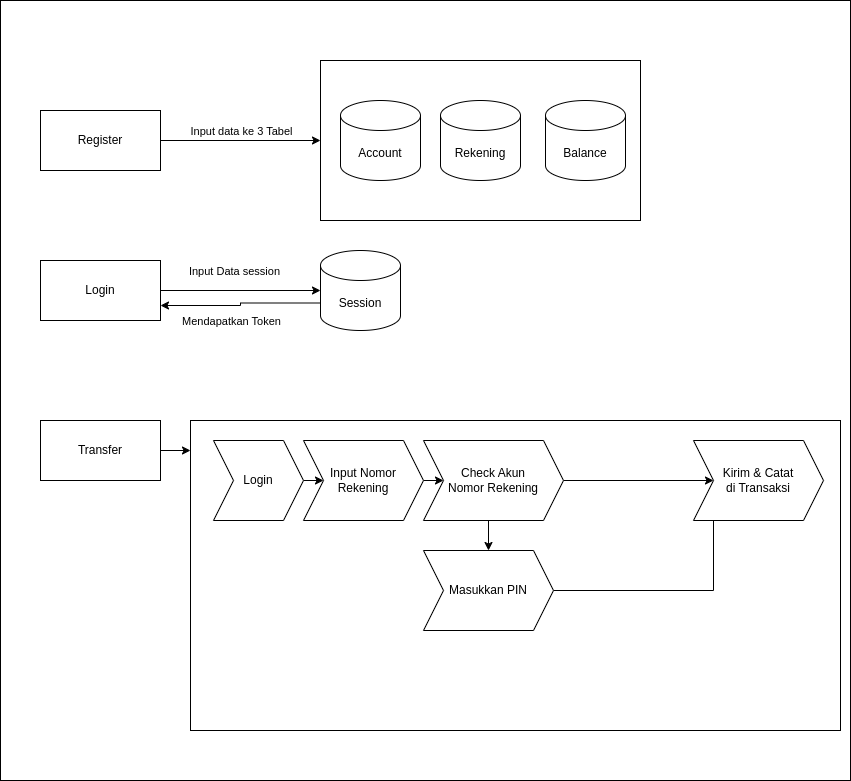 Register
Input data ke 3 Tabel
Account
Rekening
Balance
Login
Input Data session
Mendapatkan Token
Session
Transfer
Login
Input Nomor
Rekening
Check Akun
Nomor Rekening
Kirim & Catat
di Transaksi
Masukkan PIN